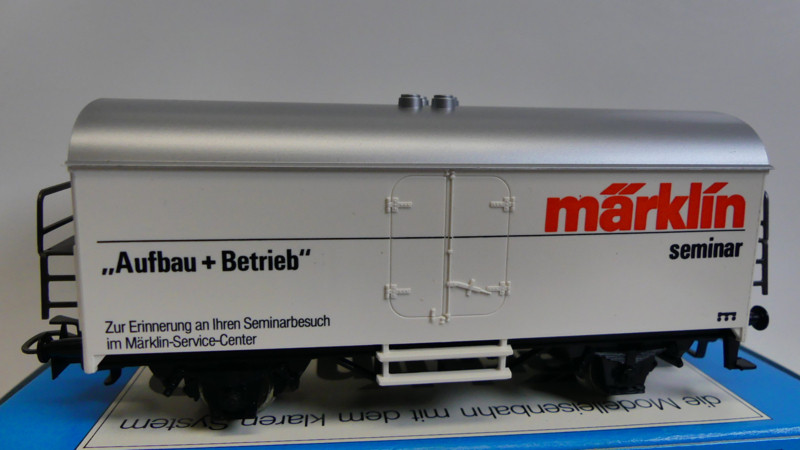 märklin
seminar
„Aufbau + Betrieb"
Zur Erinnerung an Ihren Seminarbesuch
im Märklin-Service-Center
die Modelleisenbahn mit dem klaren System